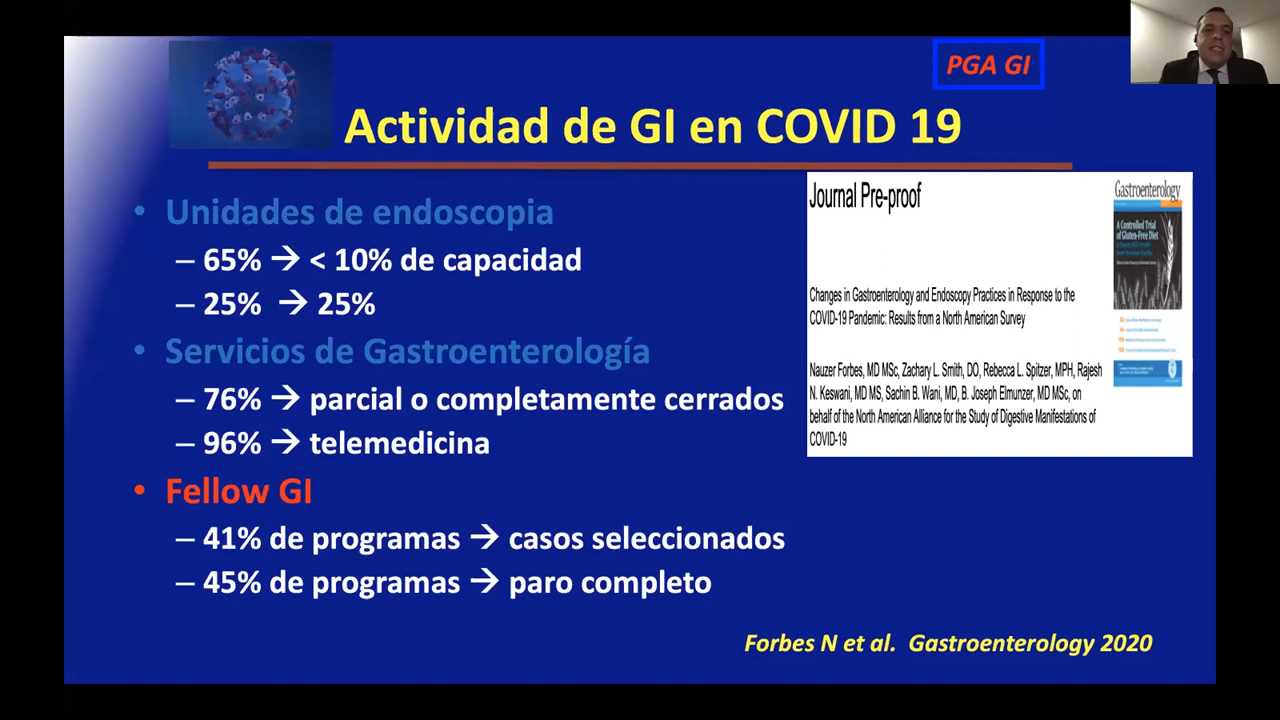 PGA GI
Actividad de GI en COVID 19
• Unidades de endoscopia
– 65% → < 10% de capacidad
– 25% → 25%
• Servicios de Gastroenterología
– 76% → parcial o completamente cerrados
– 96% → telemedicina
• Fellow GI
– 41% de programas → casos seleccionados
– 45% de programas → paro completo
Journal Pre-proof
Gastroenterology
A Controlled Trial
of Gluten-Free Diet
Changes in Gastroenterology and Endoscopy Practices in Response to the
COVID-19 Pandemic: Results from a North American Survey
Nauzer Forbes, MD MSc, Zachary L. Smith, DO, Rebecca L. Spitzer, MPH, Rajesh
N. Keswani, MD MS, Sachin B. Wani, MD, B. Joseph Elmunzer, MD MSc, on
behalf of the North American Alliance for the Study of Digestive Manifestations of
COVID-19
Forbes N et al. Gastroenterology 2020